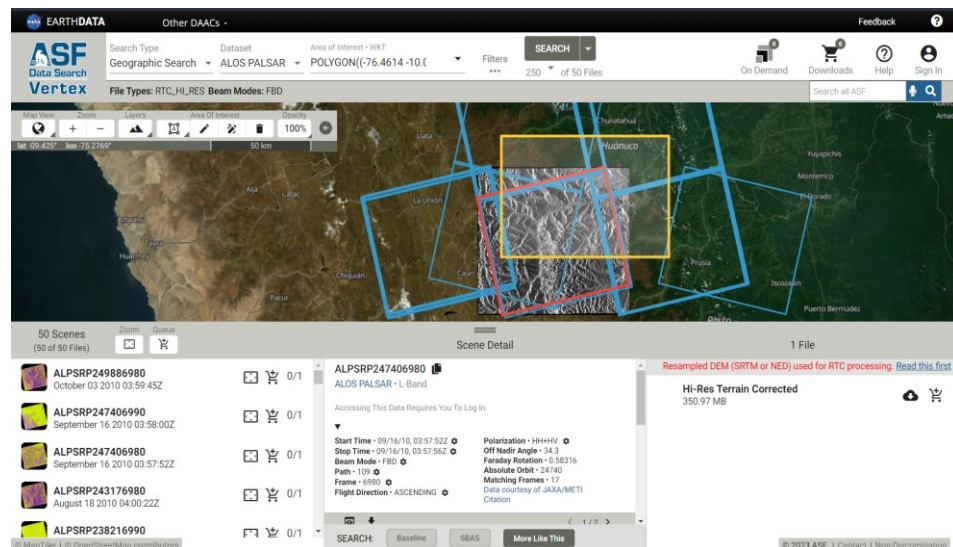 EARTHDATA Other DAACs Feedback ?
ASF Data Search Vertex
Search Type Dataset Area of Interest • WKT
Geographic Search ALOS PALSAR POLYGON((-76.4614 -10.( Filters ••• SEARCH 250 of 50 Files
On Demand 0 Downloads 0 Help Sign In
File Types: RTC_HI_RES Beam Modes: FBD Search all ASF
Map View Zoom Layers Area Of Interest Opacity
+ − 100%
lat -09.425° lon -75.2769° 50 km
Churubahua
Llata
Huánuco
Yuyapichis
Monterrico
El Dorado
Aija
La Unión
Huarmey
Chiquián
Prusia
Iscozacin
Puerto Bermúdez
50 Scenes
(50 of 50 Files)
Zoom Queue
Scene Detail
1 File
ALPSRP249886980
October 03 2010 03:59:45Z
0/1
ALPSRP247406990
September 16 2010 03:58:00Z
0/1
ALPSRP247406980
September 16 2010 03:57:52Z
0/1
ALPSRP243176980
August 18 2010 04:00:22Z
0/1
ALPSRP238216990
0/1
ALPSRP247406980
ALOS PALSAR • L-Band
Accessing This Data Requires You To Log In.
Start Time • 09/16/10, 03:57:52Z
Stop Time • 09/16/10, 03:57:56Z
Beam Mode • FBD
Path • 109
Frame • 6980
Flight Direction • ASCENDING
Polarization • HH+HV
Off Nadir Angle • 34.3
Faraday Rotation • 0.58316
Absolute Orbit • 24740
Matching Frames • 17
Data courtesy of JAXA/METI
Citation
1 / 2
SEARCH: Baseline SBAS More Like This
Resampled DEM (SRTM or NED) used for RTC processing. Read this first
Hi-Res Terrain Corrected
350.97 MB
© MapTiler | © OpenStreetMap contributors
© 2023 ASF | Contact | Non-Discrimination